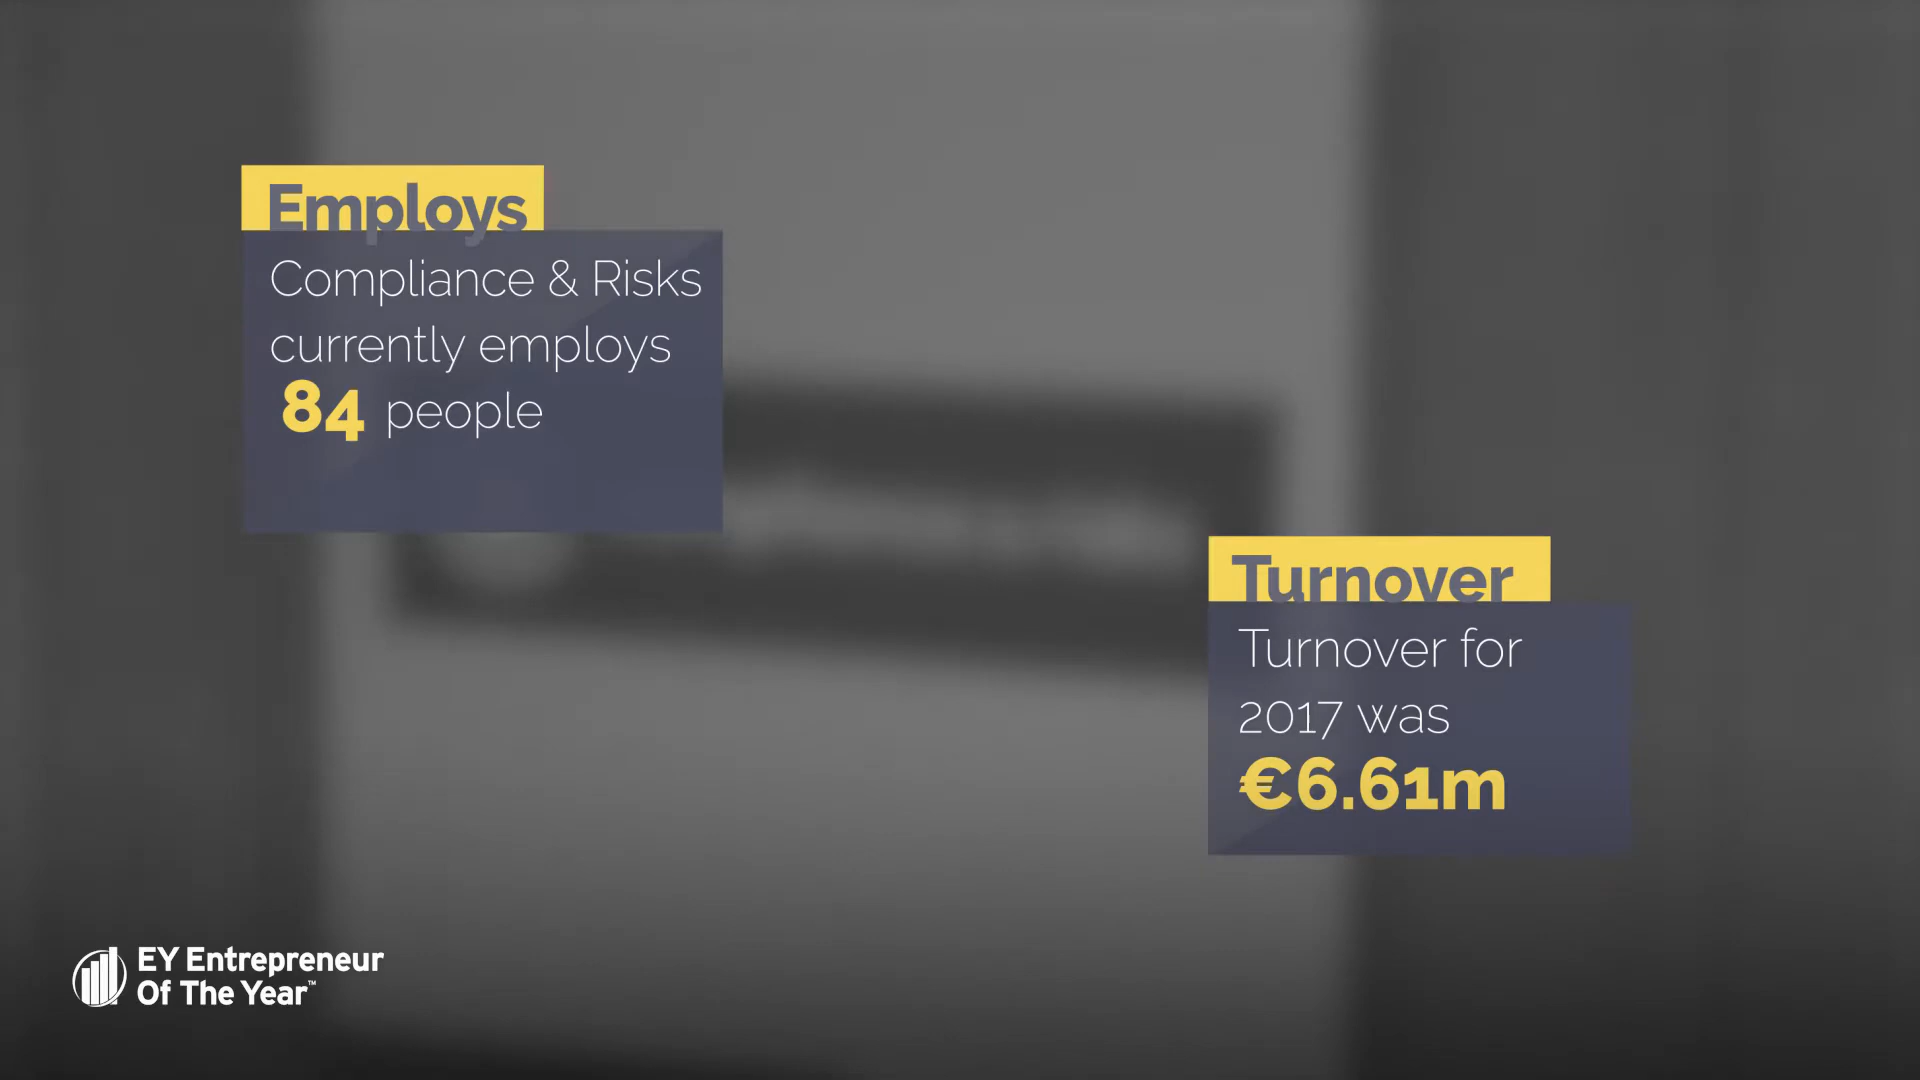 Employs
Compliance & Risks
currently employs
84 people
Turnover
Turnover for
2017 was
€6.61m
EY Entrepreneur
Of The Year™